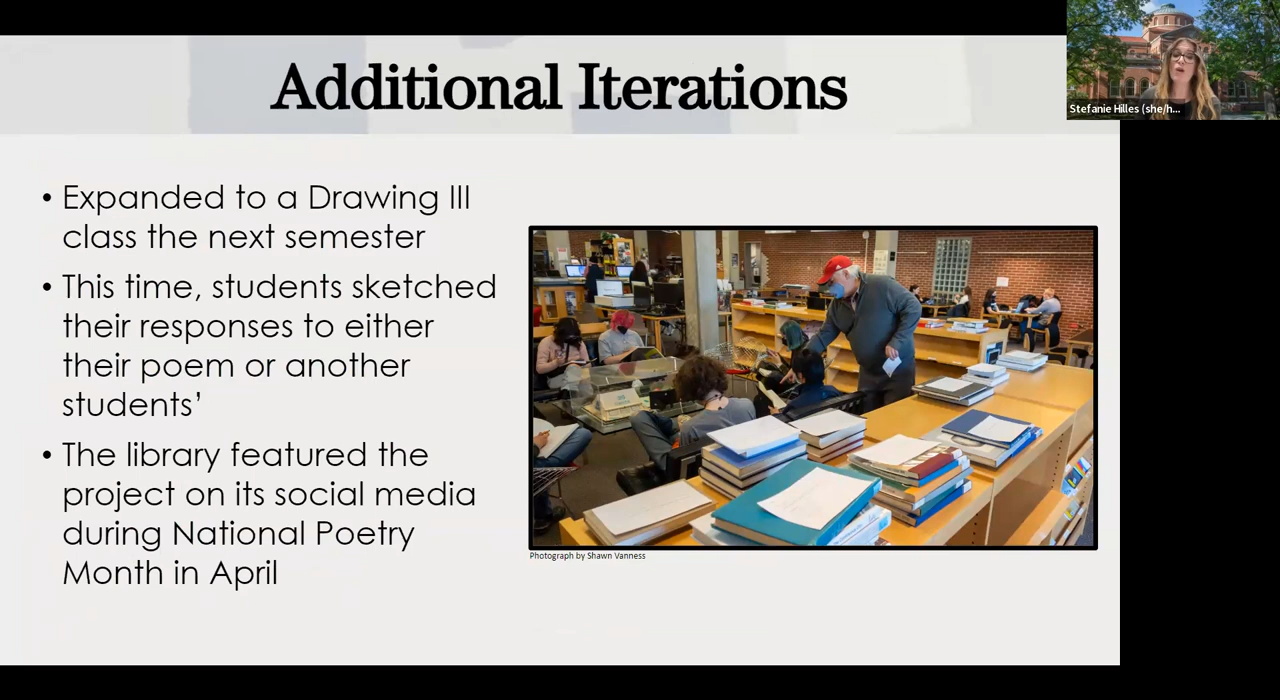 Additional Iterations
Stefanie Hilles (she/h...
• Expanded to a Drawing III
class the next semester
• This time, students sketched
their responses to either
their poem or another
students’
• The library featured the
project on its social media
during National Poetry
Month in April
Photograph by Shawn Vanness